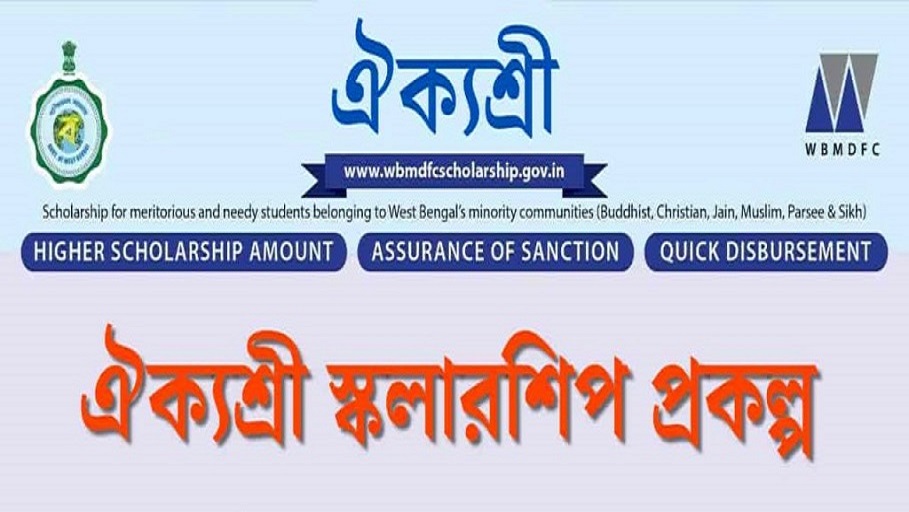 ঐক্যশ্রী
WBMDFC
www.wbmdfcscholarship.gov.in
Scholarship for meritorious and needy students belonging to West Bengal's minority communities (Buddhist, Christian, Jain, Muslim, Parsee & Sikh)
HIGHER SCHOLARSHIP AMOUNT ASSURANCE OF SANCTION QUICK DISBURSEMENT
ঐক্যশ্রী স্কলারশিপ প্রকল্প